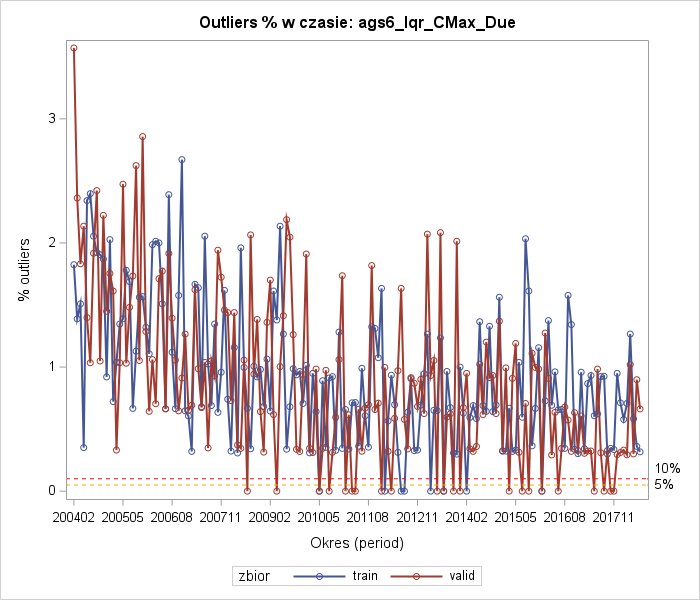 Outliers % w czasie: ags6_Iqr_CMax_Due
% outliers
3
2
1
0
10%
5%
200402 200505 200608 200711 200902 201005 201108 201211 201402 201505 201608 201711
Okres (period)
zbior train valid